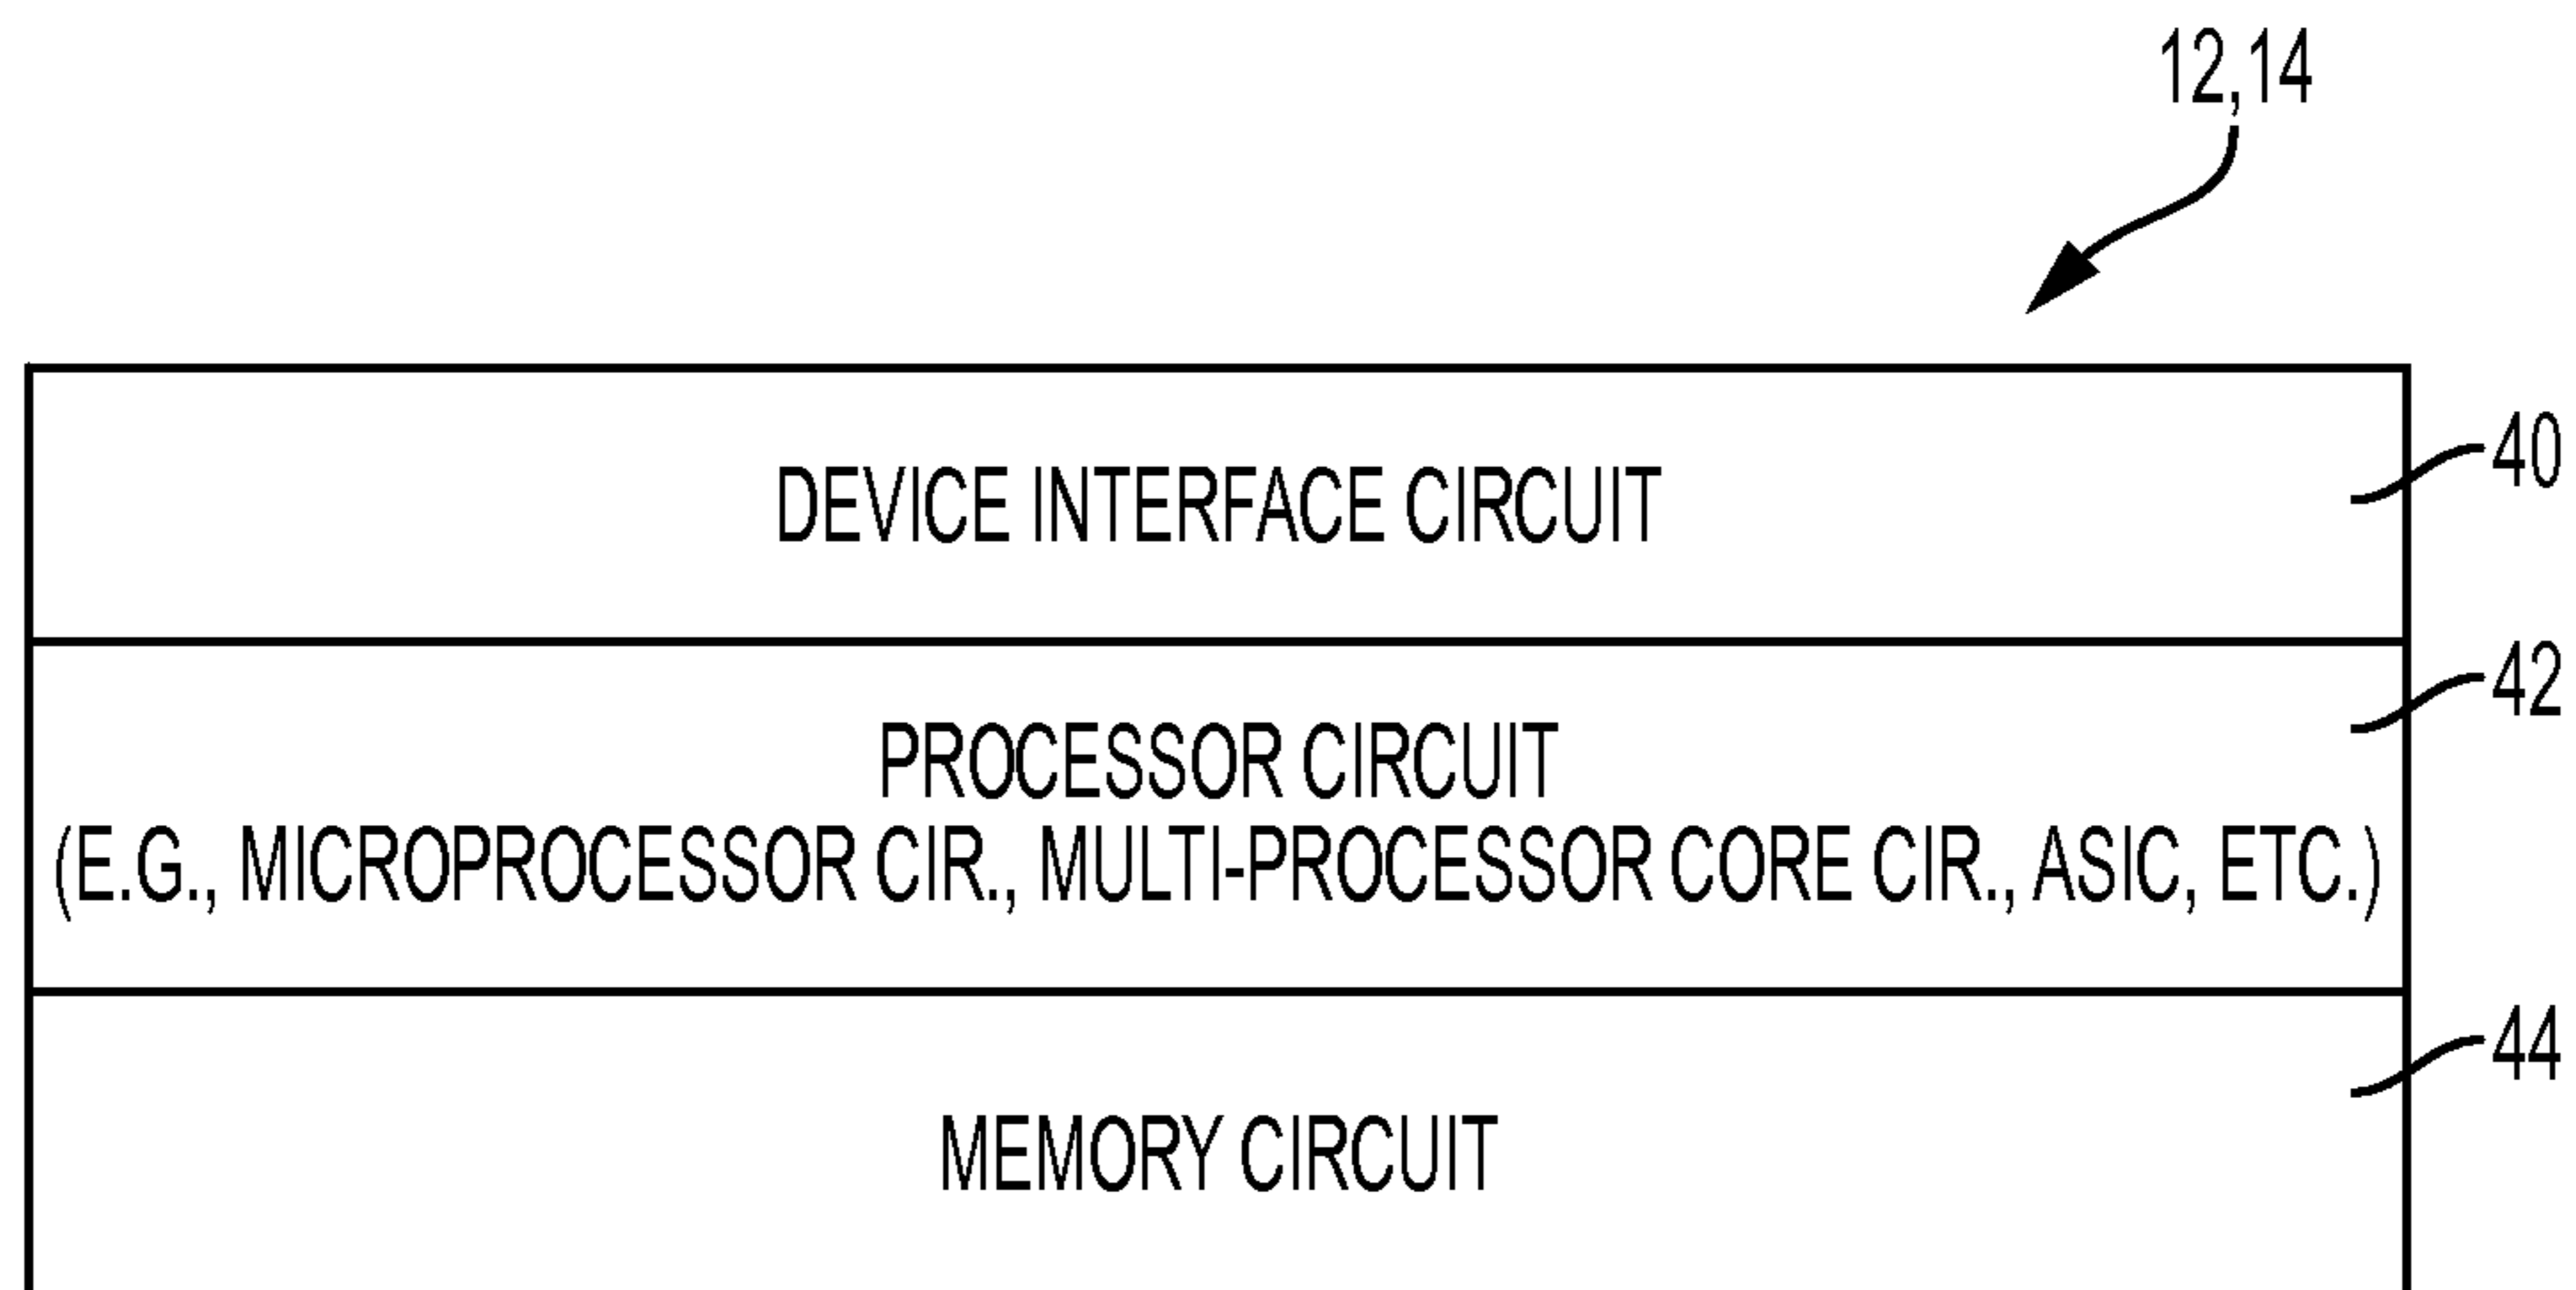 12,14
DEVICE INTERFACE CIRCUIT
40
PROCESSOR CIRCUIT
(E.G., MICROPROCESSOR CIR., MULTI-PROCESSOR CORE CIR., ASIC, ETC.)
42
MEMORY CIRCUIT
44